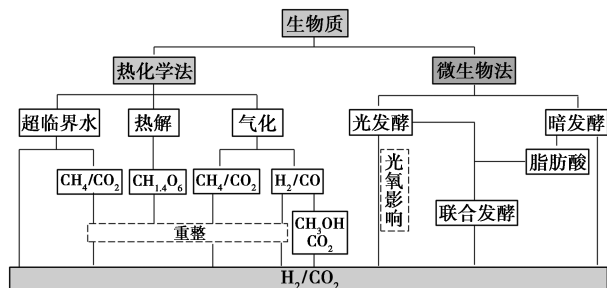 生物质
热化学法
微生物法
超临界水
热解
气化
光发酵
暗发酵
脂肪酸
CH₄/CO₂
CH₁.₄O₆
CH₄/CO₂
H₂/CO
光氧影响
联合发酵
重整
CH₃OH
CO₂
H₂/CO₂